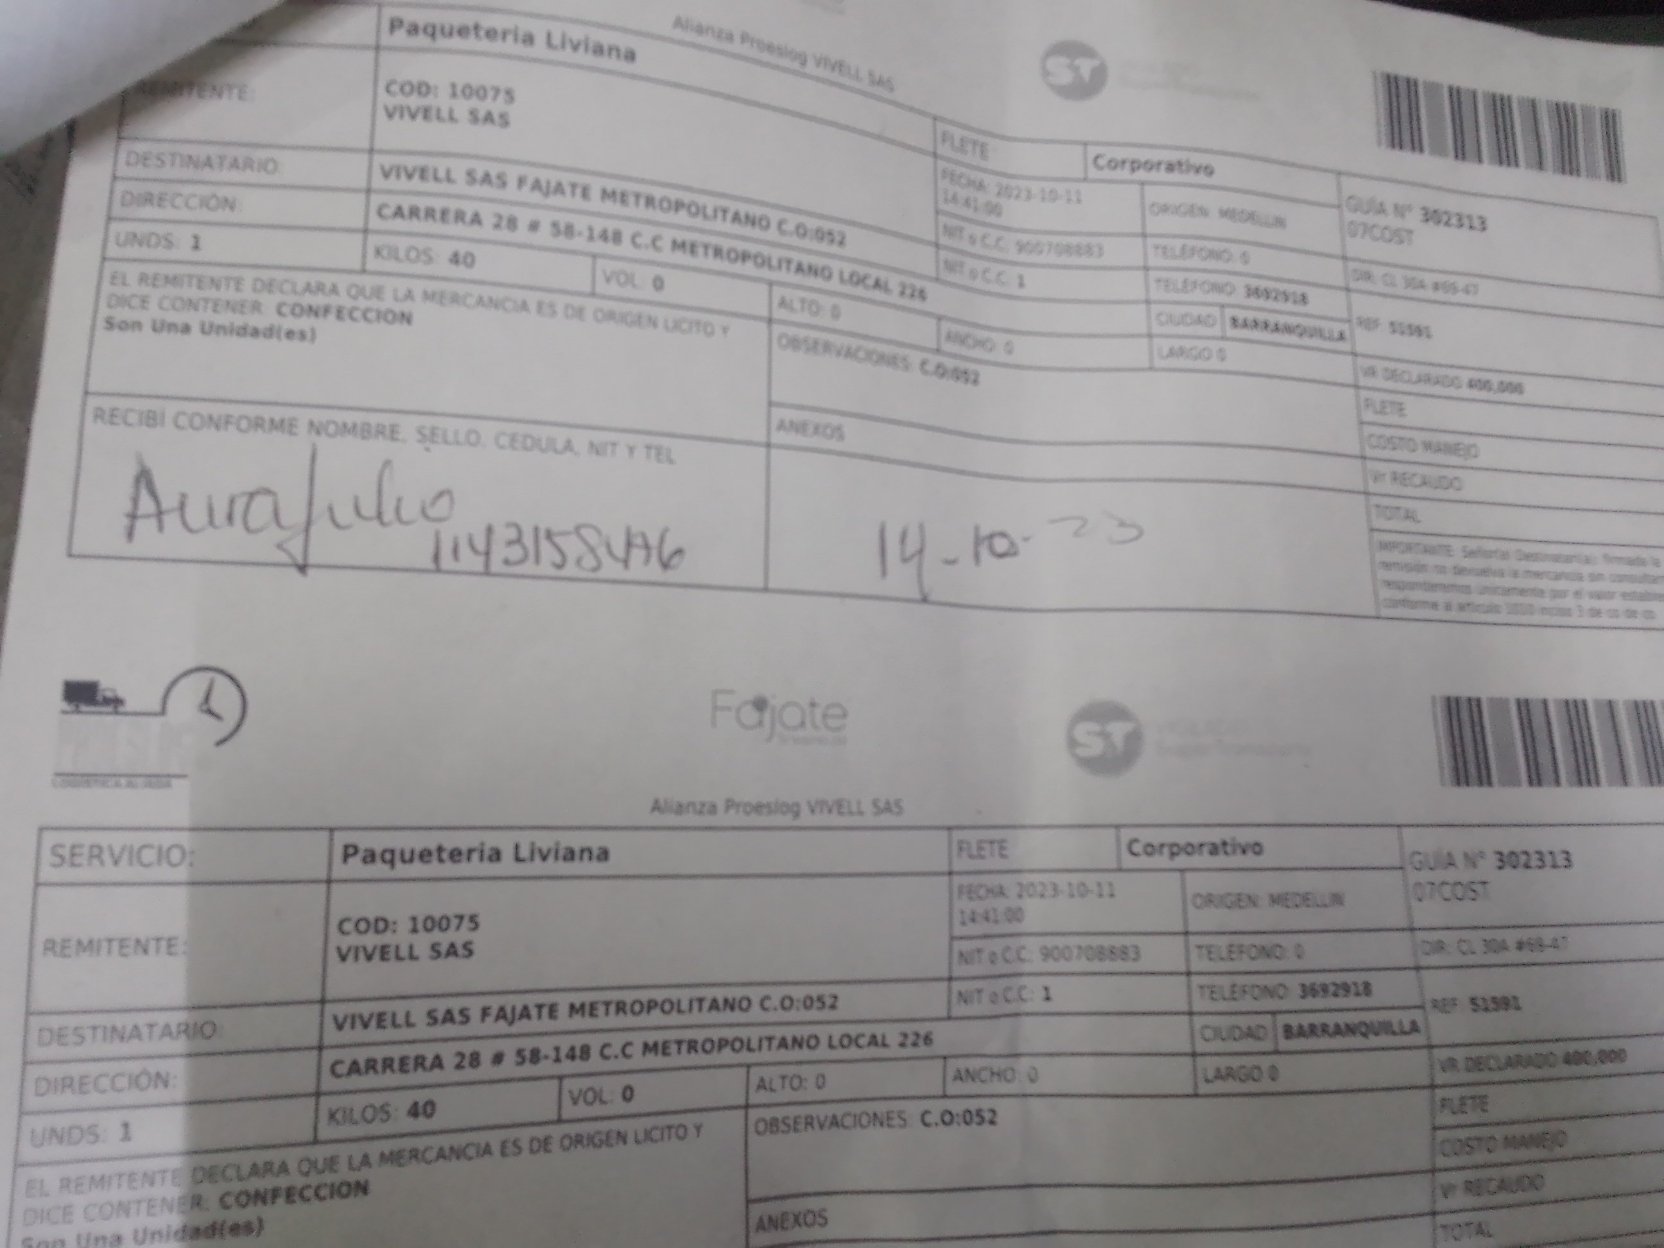 Alianza Proeslog VIVELL SAS
ST
Paqueteria Liviana
FLETE
Corporativo
REMITENTE:
COD: 10075
VIVELL SAS
FECHA: 2023-10-11
14:41:00
ORIGEN: MEDELLIN
GUÍA N° 302313
07COST
NIT o C.C: 900708883
TELÉFONO: 0
DIR: CL 30A #68-47
DESTINATARIO:
VIVELL SAS FAJATE METROPOLITANO C.O:052
NIT o C.C: 1
TELÉFONO: 3692918
REF: 51591
DIRECCIÓN:
CARRERA 28 # 58-148 C.C METROPOLITANO LOCAL 226
CIUDAD
BARRANQUILLA
UNDS: 1
KILOS: 40
VOL: 0
ALTO: 0
ANCHO: 0
LARGO 0
VR DECLARADO 400,000
EL REMITENTE DECLARA QUE LA MERCANCIA ES DE ORIGEN LICITO Y
DICE CONTENER: CONFECCION
Son Una Unidad(es)
OBSERVACIONES: C.O:052
FLETE
COSTO MANEJO
ANEXOS
Vr RECAUDO
TOTAL
RECIBÍ CONFORME NOMBRE, SELLO, CEDULA, NIT Y TEL
Aura Julio
1143158476
14-10-23
Fajate
ST
Alianza Proeslog VIVELL SAS
SERVICIO:
Paqueteria Liviana
FLETE
Corporativo
GUÍA N° 302313
07COST
REMITENTE:
COD: 10075
VIVELL SAS
FECHA: 2023-10-11
14:41:00
ORIGEN: MEDELLIN
NIT o C.C: 900708883
TELÉFONO: 0
DIR: CL 30A #68-47
DESTINATARIO:
VIVELL SAS FAJATE METROPOLITANO C.O:052
NIT o C.C: 1
TELÉFONO: 3692918
REF: 51591
DIRECCIÓN:
CARRERA 28 # 58-148 C.C METROPOLITANO LOCAL 226
CIUDAD
BARRANQUILLA
UNDS: 1
KILOS: 40
VOL: 0
ALTO: 0
ANCHO: 0
LARGO 0
VR DECLARADO 400,000
EL REMITENTE DECLARA QUE LA MERCANCIA ES DE ORIGEN LICITO Y
DICE CONTENER: CONFECCION
Son Una Unidad(es)
OBSERVACIONES: C.O:052
FLETE
COSTO MANEJO
ANEXOS
Vr RECAUDO
TOTAL